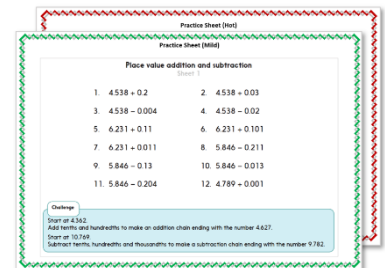 Practice Sheet (Hot)
Practice Sheet (Mild)
Place value addition and subtraction
Sheet 1
1. 4.538 + 0.2 2. 4.538 + 0.03
3. 4.538 – 0.004 4. 4.538 – 0.02
5. 6.231 + 0.11 6. 6.231 + 0.101
7. 6.231 + 0.011 8. 5.846 – 0.211
9. 5.846 – 0.13 10. 5.846 – 0.013
11. 5.846 – 0.204 12. 4.789 + 0.001
Challenge
Start at 4.362.
Add tenths and hundredths to make an addition chain ending with the number 4.627.
Start at 10.769.
Subtract tenths, hundredths and thousandths to make a subtraction chain ending with the number 9.782.